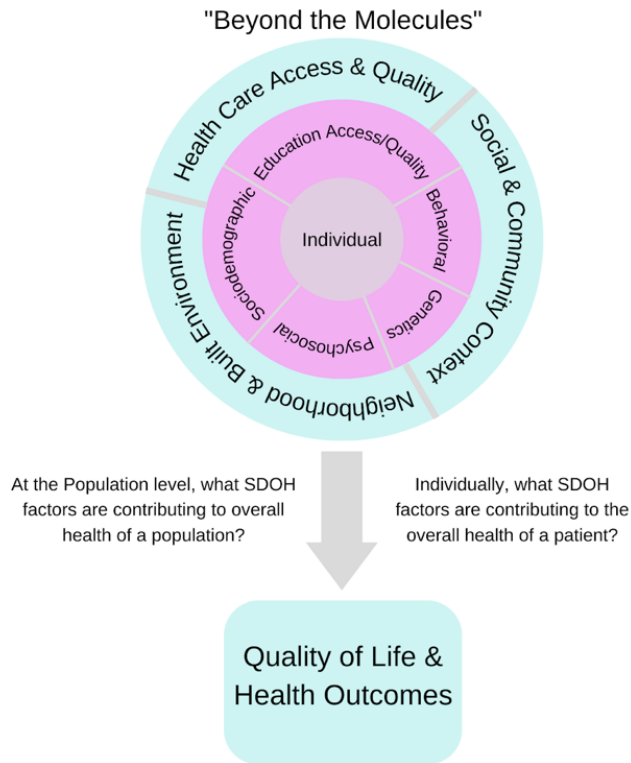 "Beyond the Molecules"
Health Care Access & Quality
Social & Community Context
Neighborhood & Built Environment
Education Access/Quality
Behavioral
Genetics
Psychosocial
Sociodemographic
Individual
At the Population level, what SDOH
factors are contributing to overall
health of a population?
Individually, what SDOH
factors are contributing to the
overall health of a patient?
Quality of Life &
Health Outcomes